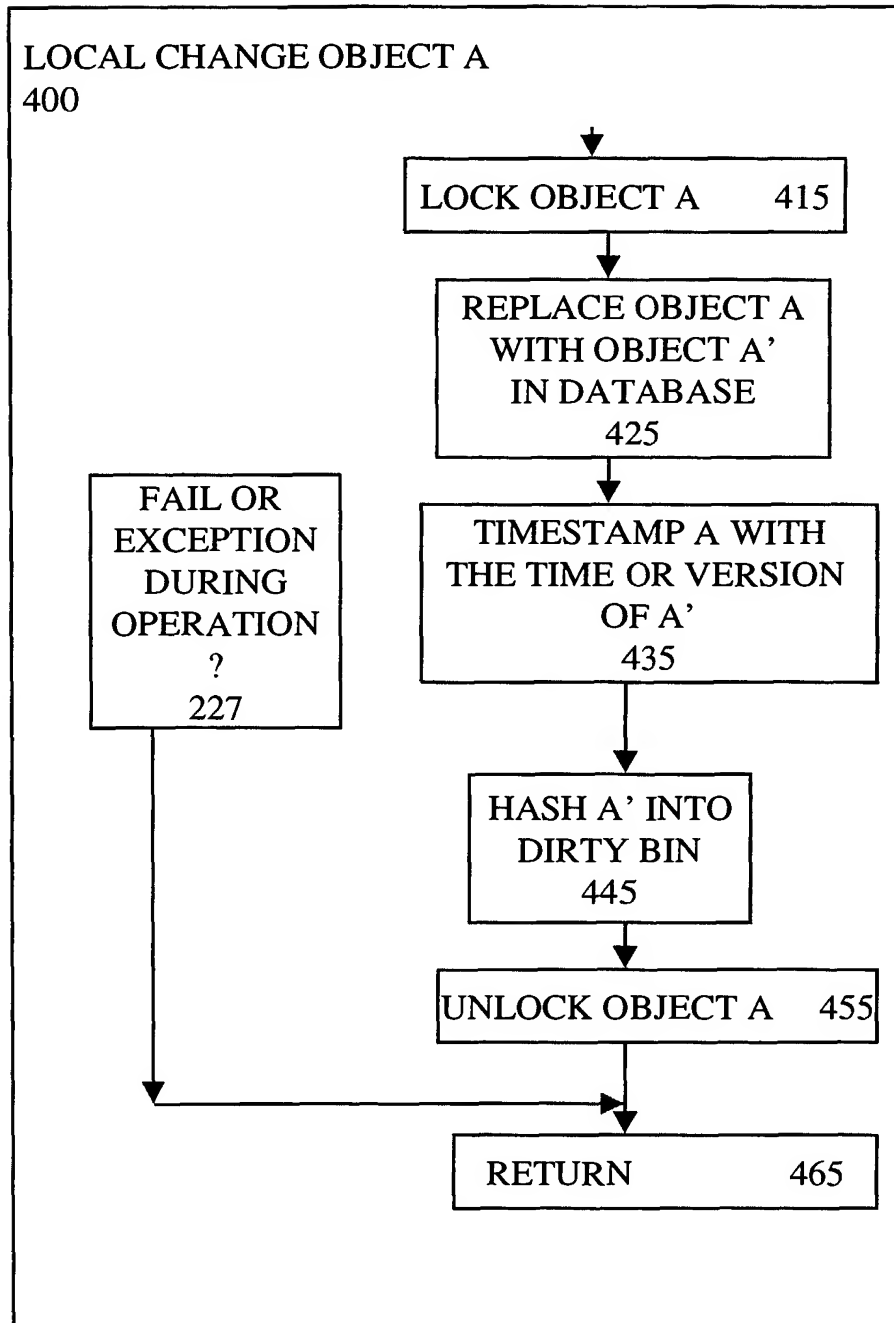 LOCAL CHANGE OBJECT A
400
LOCK OBJECT A 415
REPLACE OBJECT A
WITH OBJECT A’
IN DATABASE
425
FAIL OR
EXCEPTION
DURING
OPERATION
?
227
TIMESTAMP A WITH
THE TIME OR VERSION
OF A’
435
HASH A’ INTO
DIRTY BIN
445
UNLOCK OBJECT A 455
RETURN 465